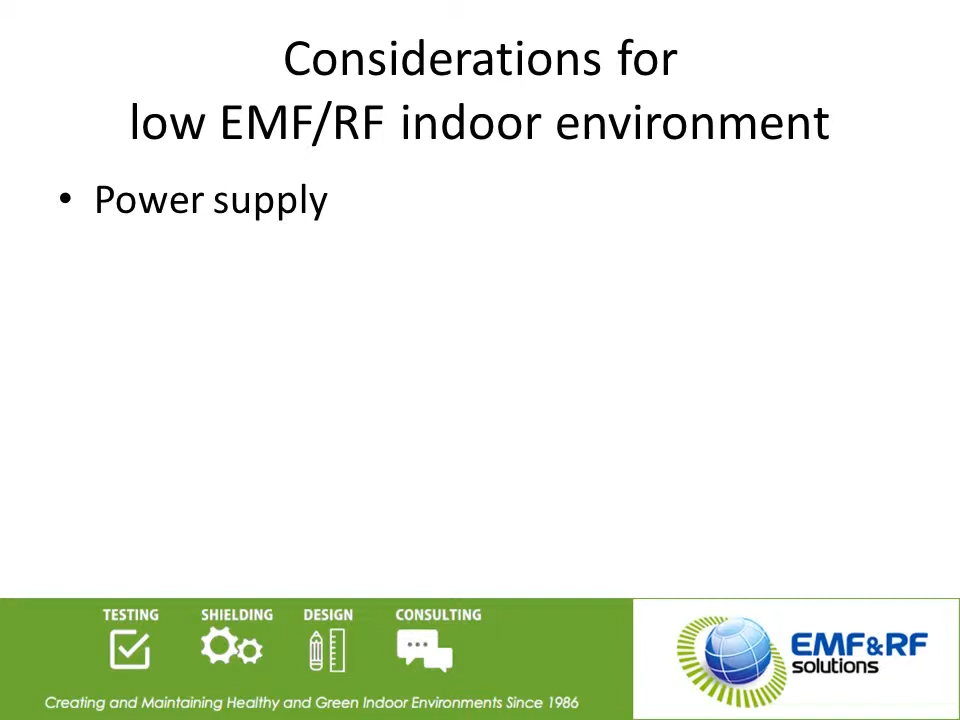 Considerations for
low EMF/RF indoor environment
• Power supply
TESTING SHIELDING DESIGN CONSULTING
Creating and Maintaining Healthy and Green Indoor Environments Since 1986
EMF&RF
solutions